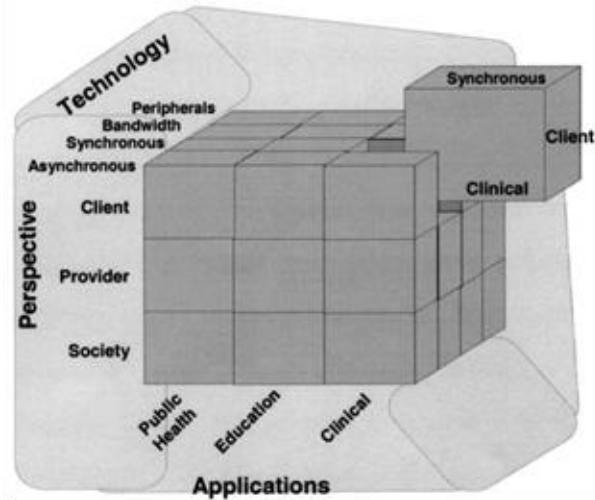 Technology
Peripherals
Bandwidth
Synchronous
Asynchronous
Synchronous
Client
Clinical
Perspective
Client
Provider
Society
Public
Health
Education
Clinical
Applications